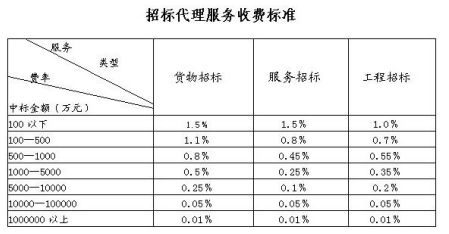 招标代理服务收费标准
服务
类型
费率
中标金额（万元）
货物招标 服务招标 工程招标
100 以下 1.5% 1.5% 1.0%
100—500 1.1% 0.8% 0.7%
500—1000 0.8% 0.45% 0.55%
1000—5000 0.5% 0.25% 0.35%
5000—10000 0.25% 0.1% 0.2%
10000—100000 0.05% 0.05% 0.05%
1000000 以上 0.01% 0.01% 0.01%